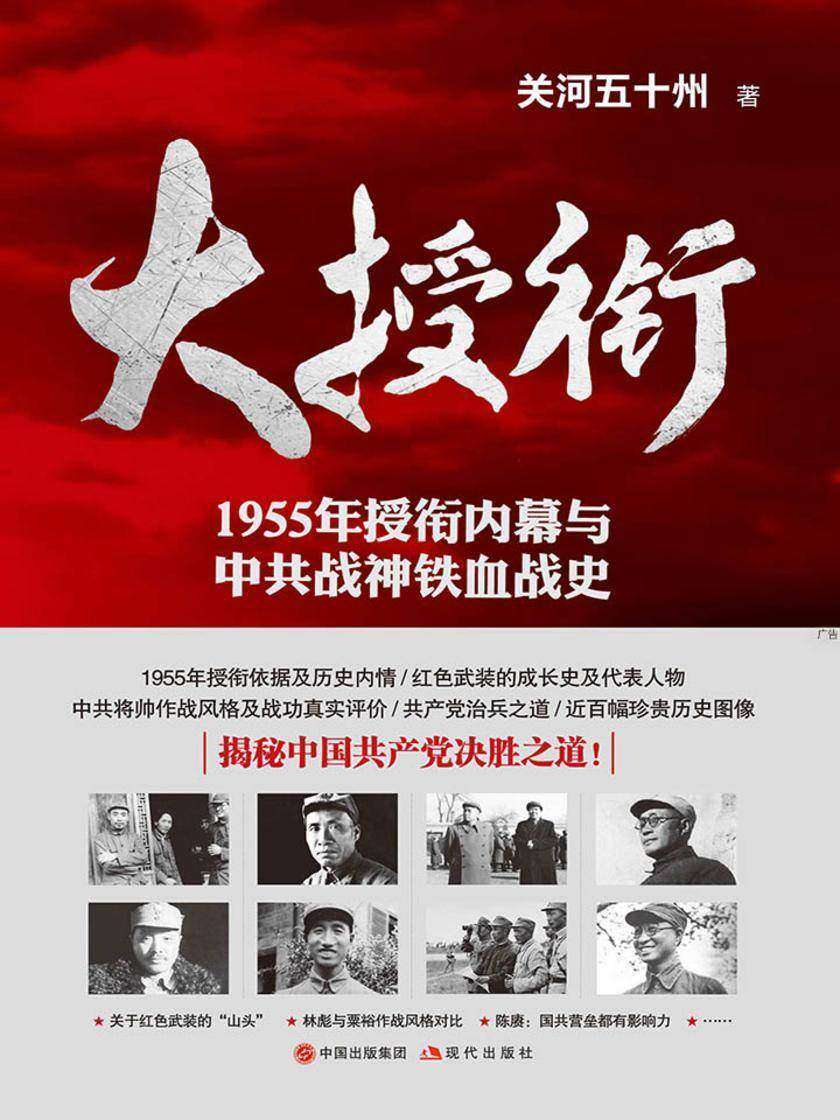 关河五十州 著
大授衔
1955年授衔内幕与
中共战神铁血战史
广告
1955年授衔依据及历史内情 / 红色武装的成长史及代表人物
中共将帅作战风格及战功真实评价 / 共产党治兵之道 / 近百幅珍贵历史图像
揭秘中国共产党决胜之道！
★ 关于红色武装的“山头” ★ 林彪与粟裕作战风格对比 ★ 陈赓：国共营垒都有影响力 ★ ……
中国出版集团 现代出版社